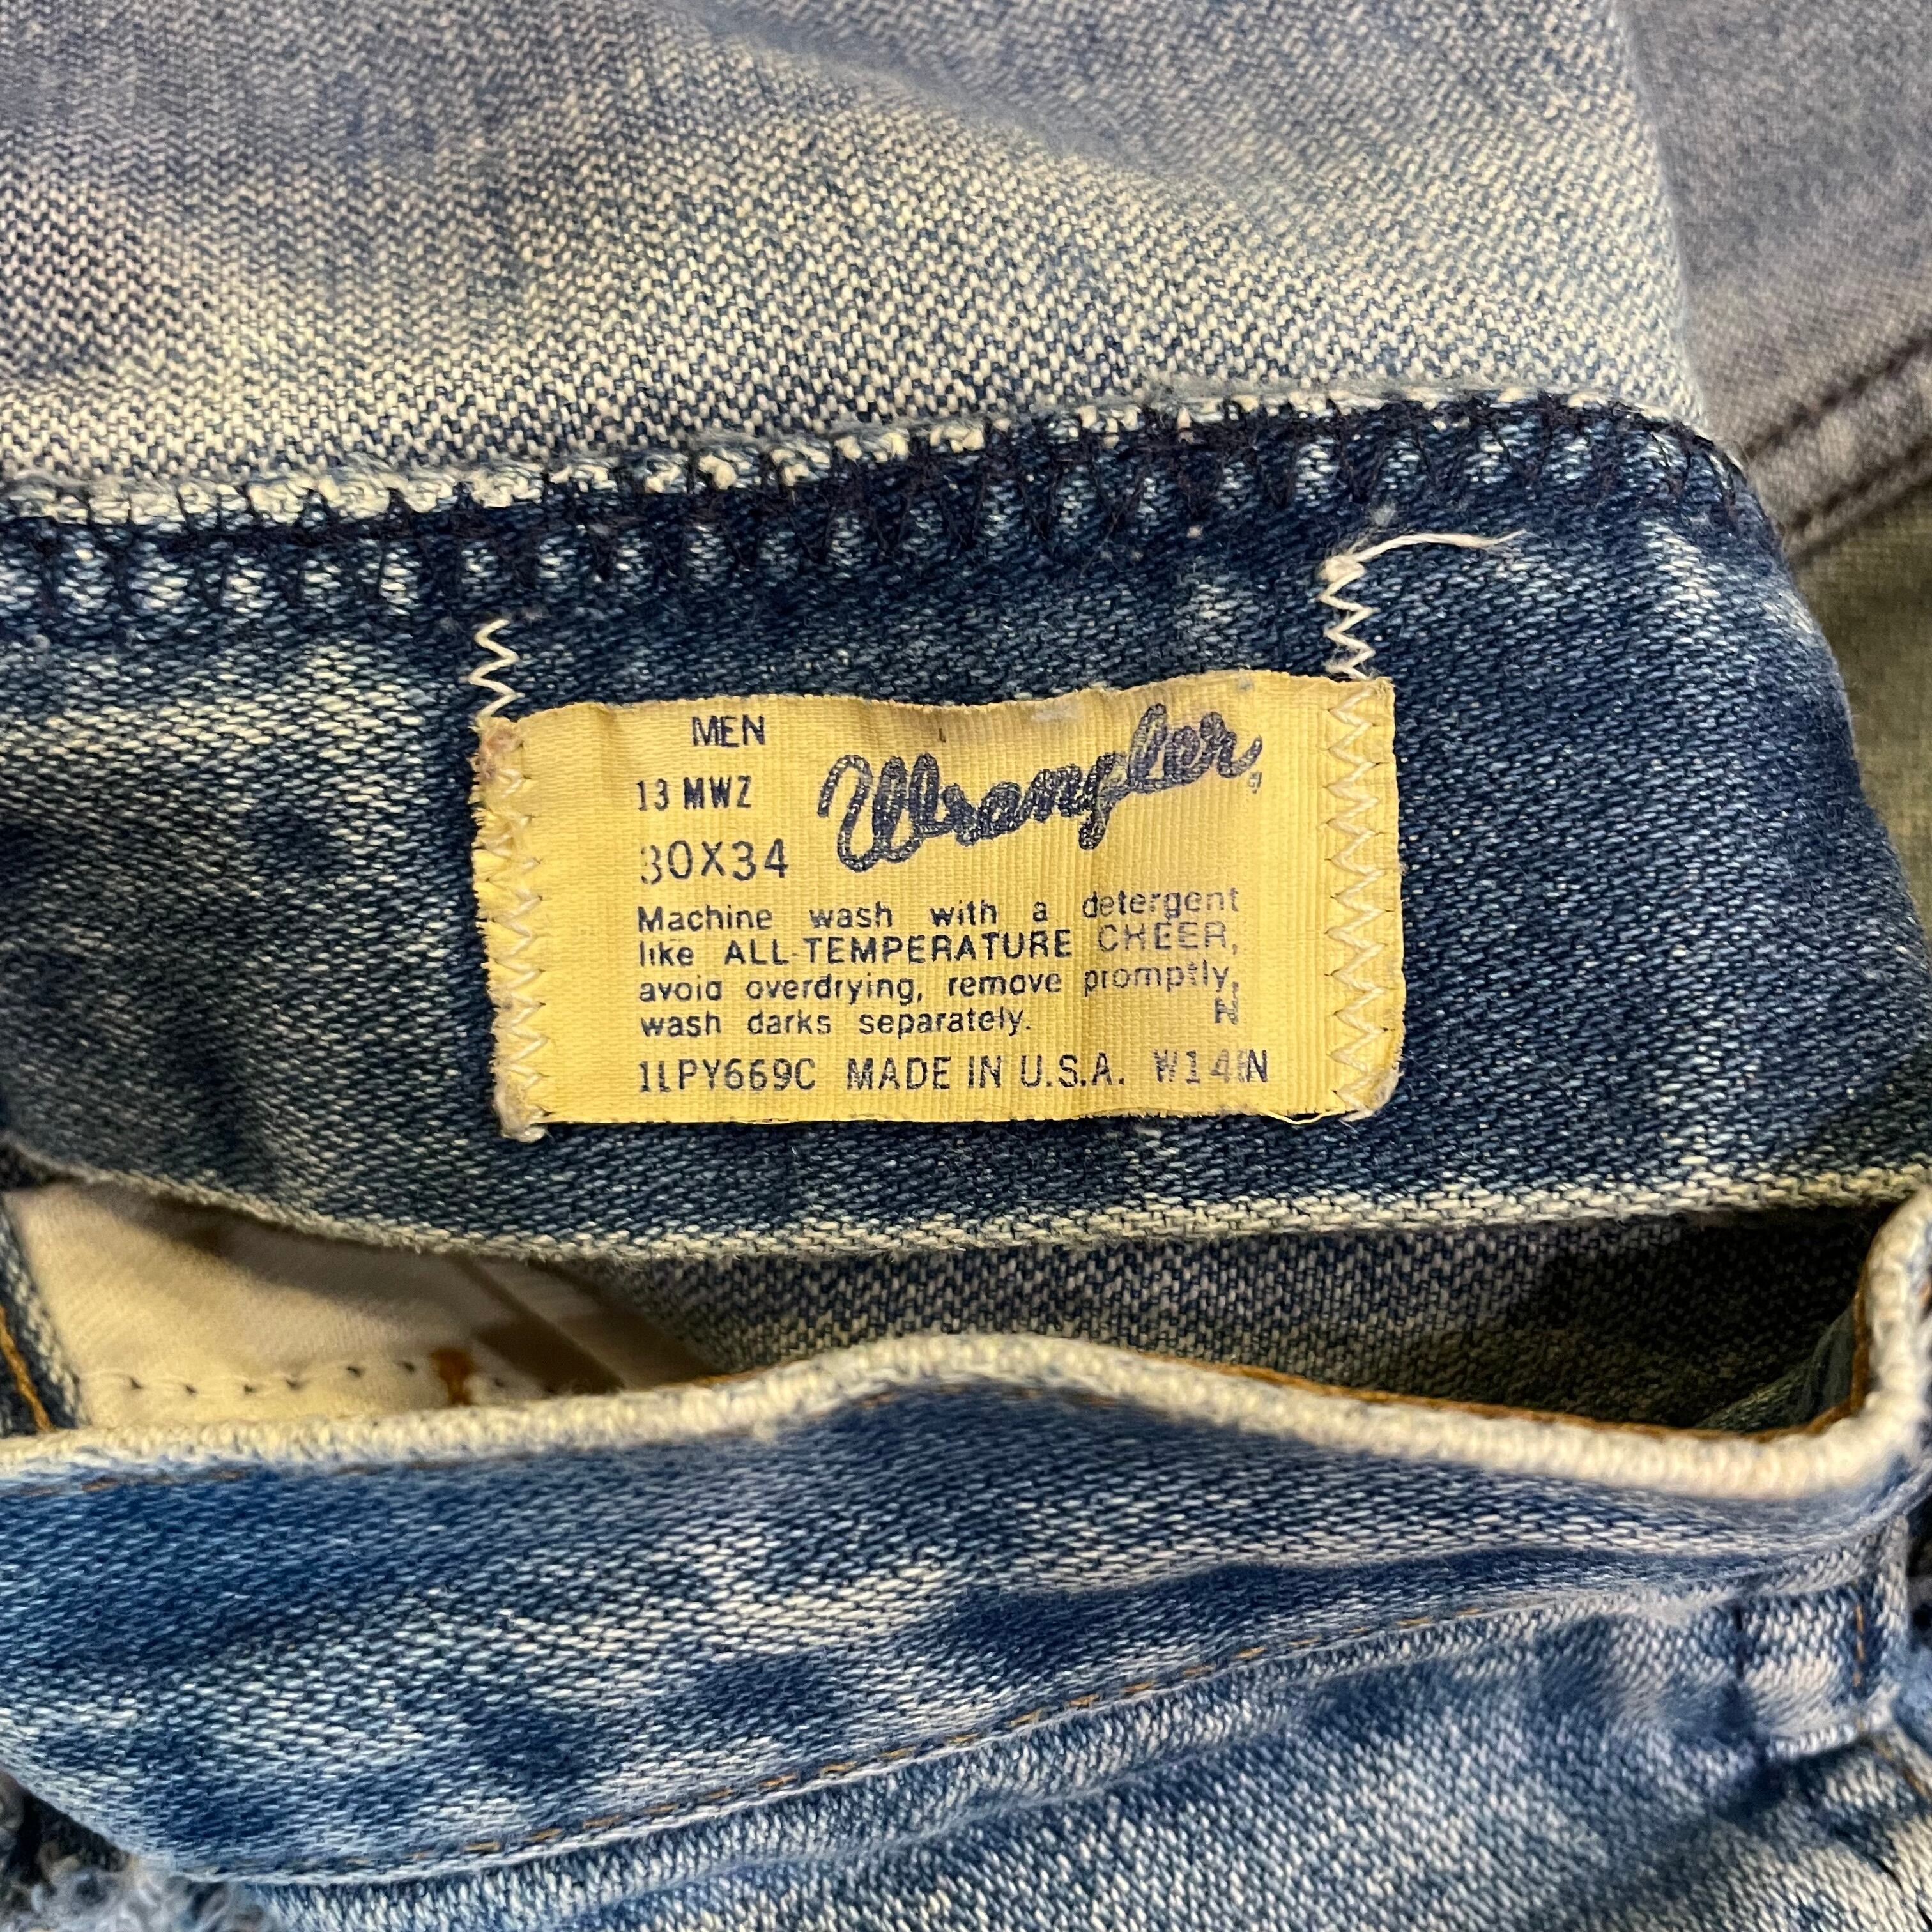 MEN
Wrangler,
13 MWZ
30X34
Machine wash with a detergent
like ALL-TEMPERATURE CHEER,
avoid overdrying, remove promptly,
wash darks separately. N
1LPY669C MADE IN U.S.A.